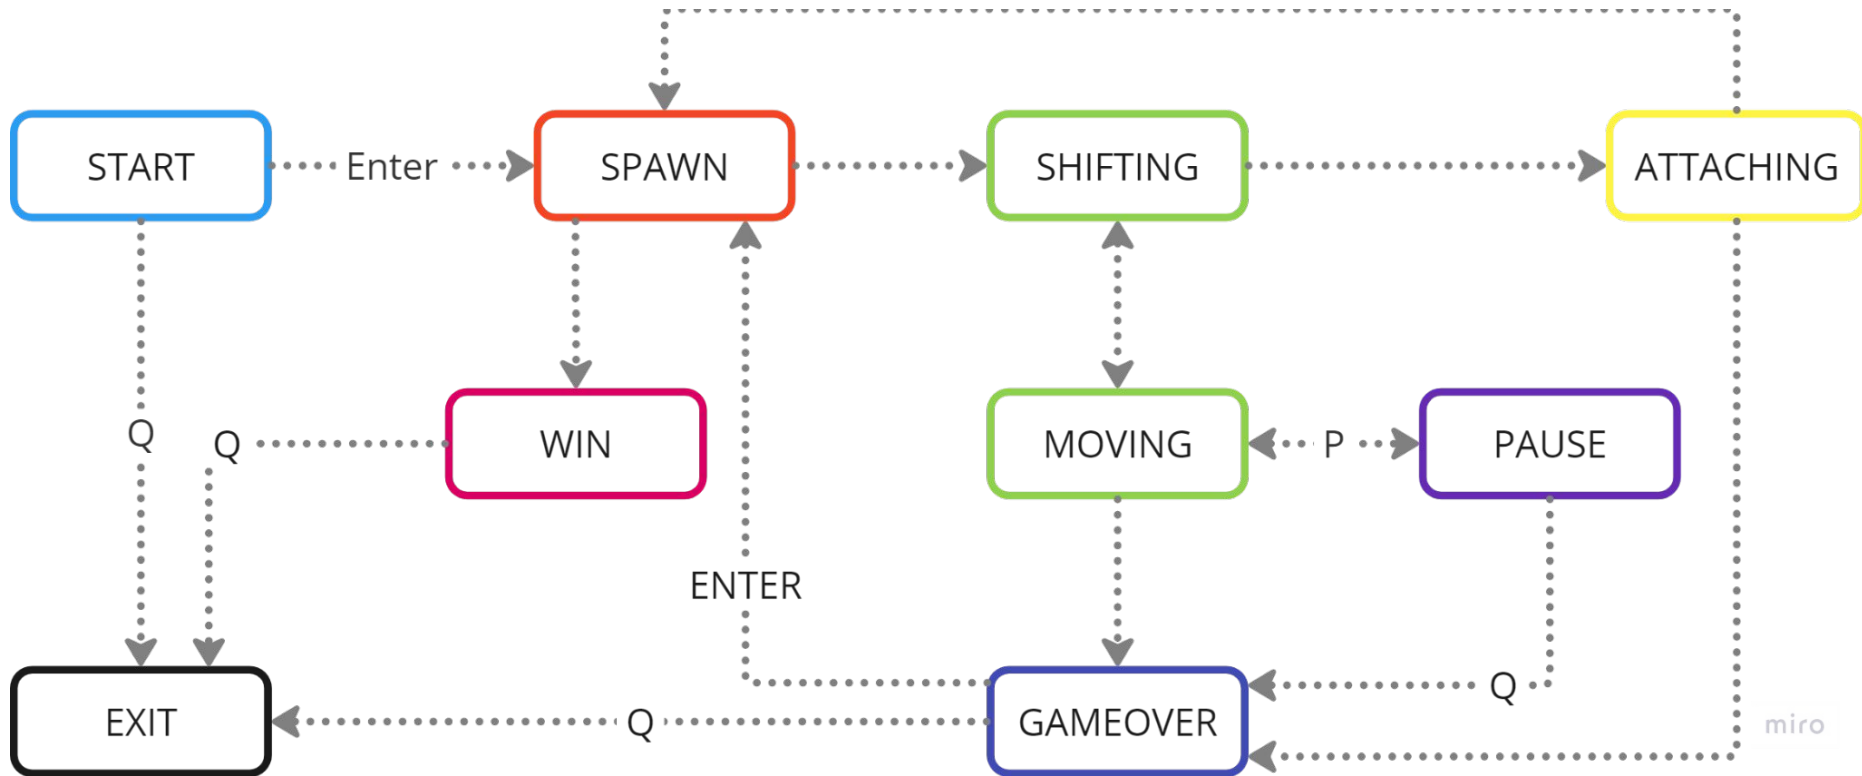 START
Enter
SPAWN
SHIFTING
ATTACHING
Q
Q
WIN
MOVING
P
PAUSE
ENTER
EXIT
Q
GAMEOVER
Q
miro